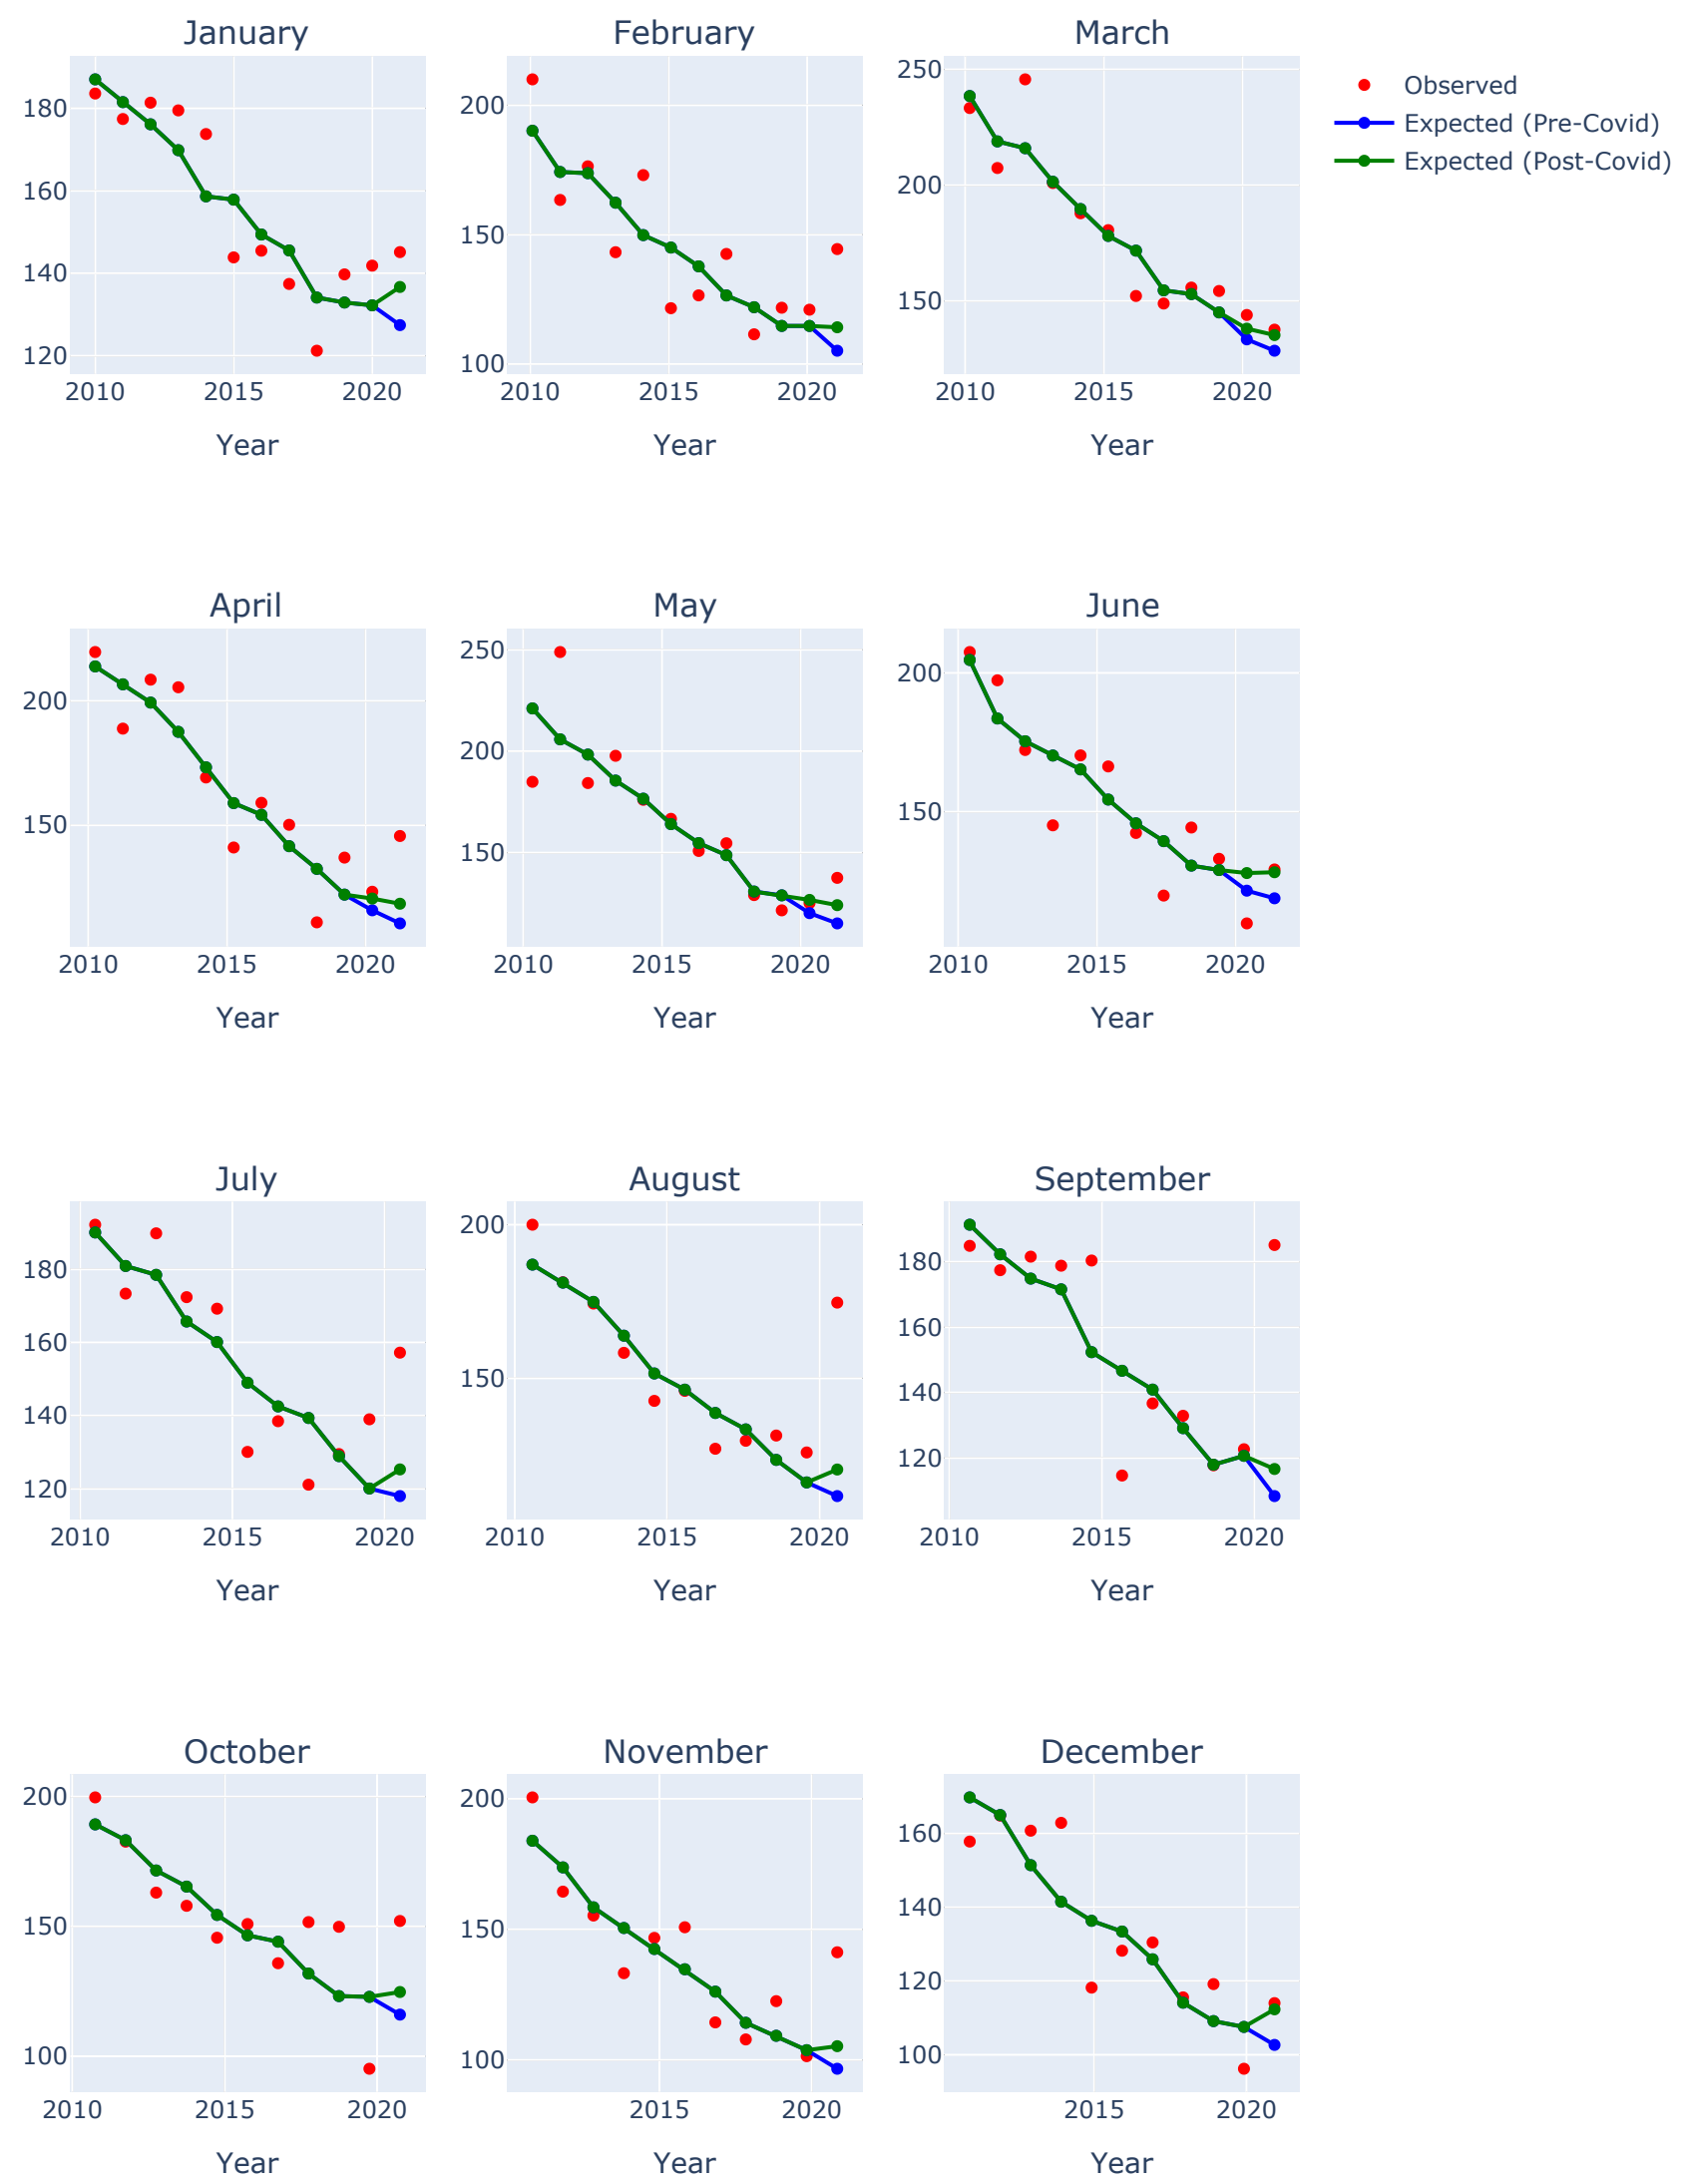 January
February
March
180
160
140
120
2010
2015
2020
Year
200
150
100
2010
2015
2020
Year
250
200
150
2010
2015
2020
Year
Observed
Expected (Pre-Covid)
Expected (Post-Covid)
April
May
June
200
150
2010
2015
2020
Year
250
200
150
2010
2015
2020
Year
200
150
2010
2015
2020
Year
July
August
September
180
160
140
120
2010
2015
2020
Year
200
150
2010
2015
2020
Year
180
160
140
120
2010
2015
2020
Year
October
November
December
200
150
100
2010
2015
2020
Year
200
150
100
2015
2020
Year
160
140
120
100
2015
2020
Year